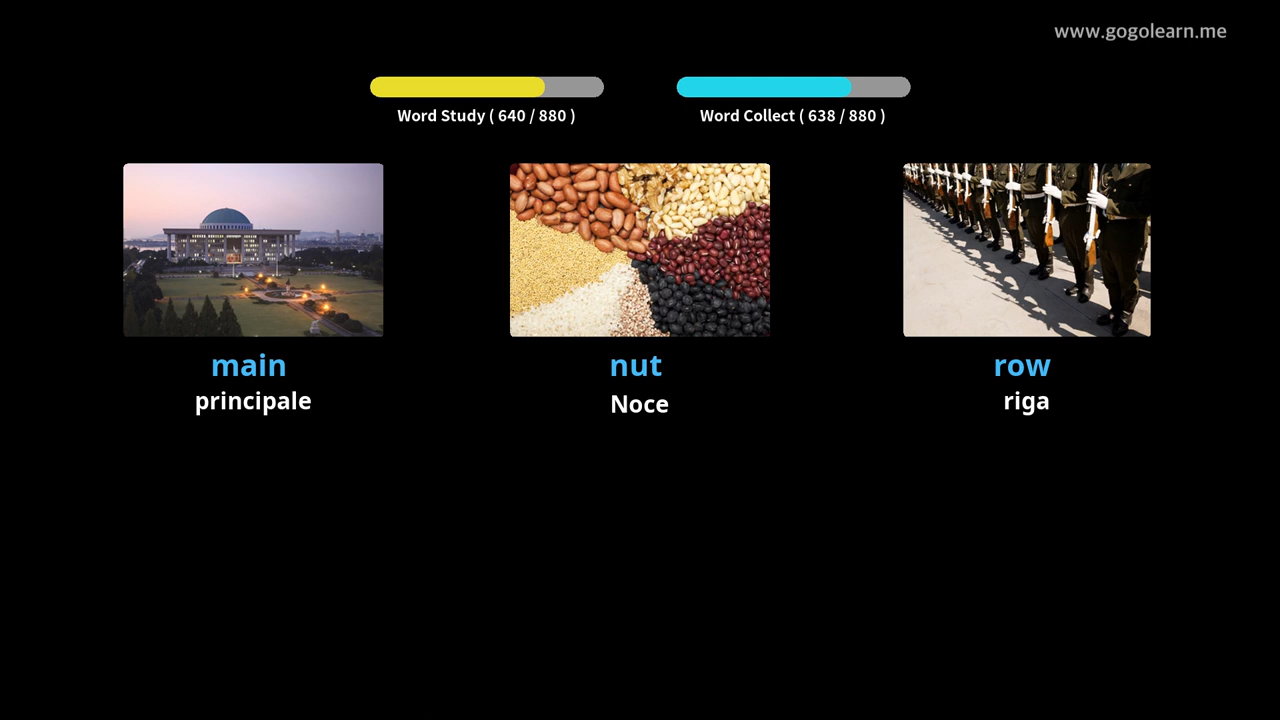 www.gogolearn.me
Word Study ( 640 / 880 )
Word Collect ( 638 / 880 )
main
principale
nut
Noce
row
riga